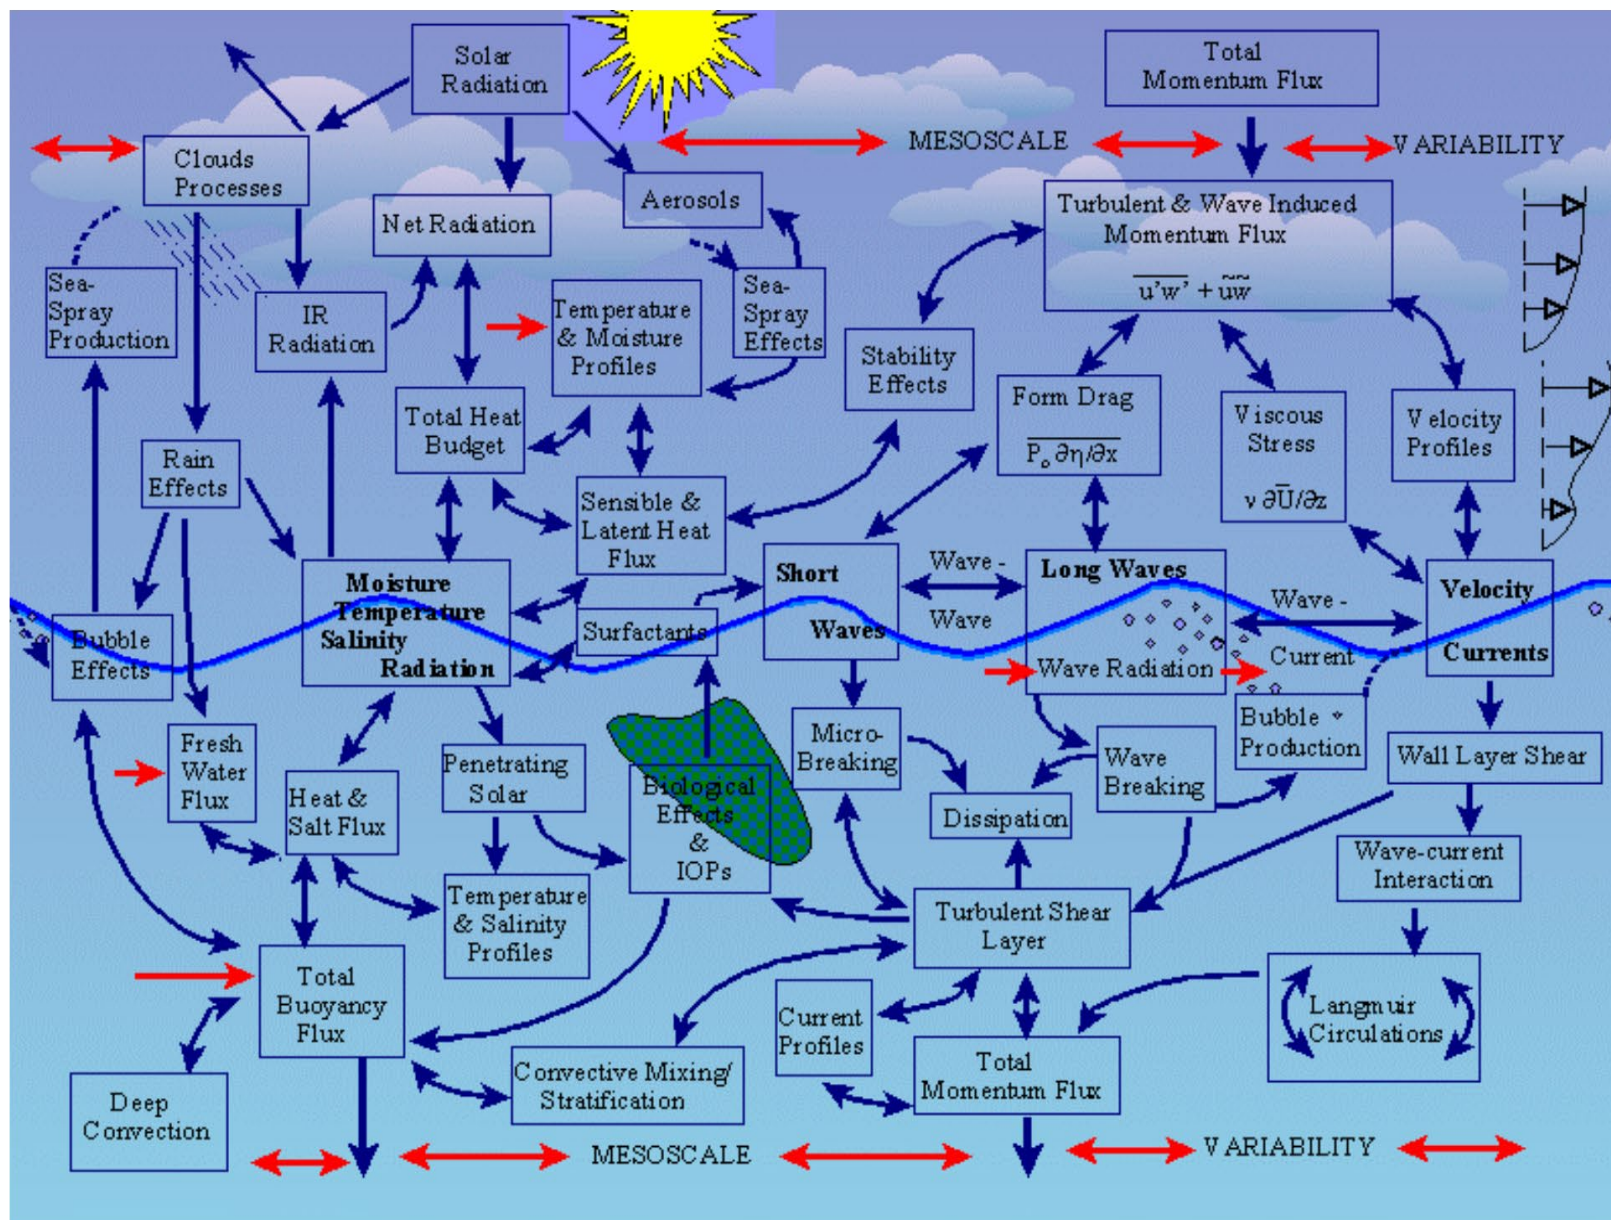 Solar
Radiation
Total
Momentum Flux
MESOSCALE
VARIABILITY
Clouds
Processes
Net Radiation
Aerosols
Turbulent & Wave Induced
Momentum Flux
u'w' + ũw̃
Sea-
Spray
Production
IR
Radiation
Temperature
& Moisture
Profiles
Sea-
Spray
Effects
Stability
Effects
Form Drag
P₀ ∂η/∂x
Viscous
Stress
ν ∂U̅/∂z
Velocity
Profiles
Total Heat
Budget
Rain
Effects
Sensible &
Latent Heat
Flux
Moisture
Temperature
Salinity
Radiation
Surfactants
Short
Waves
Wave -
Wave
Long Waves
Wave Radiation
Wave -
Current
Velocity
Currents
Bubble
Effects
Fresh
Water
Flux
Heat &
Salt Flux
Penetrating
Solar
Biological
Effects
&
IOPs
Micro-
Breaking
Dissipation
Wave
Breaking
Bubble
Production
Wall Layer Shear
Wave-current
Interaction
Temperature
& Salinity
Profiles
Turbulent Shear
Layer
Total
Buoyancy
Flux
Current
Profiles
Langmuir
Circulations
Deep
Convection
Convective Mixing/
Stratification
Total
Momentum Flux
MESOSCALE
VARIABILITY